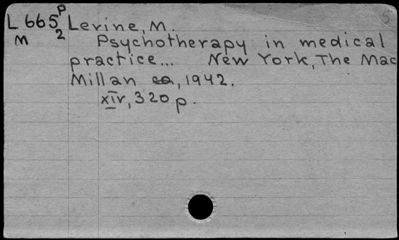 P
L665 Levine, M.
M 2 Psychotherapy in medical
practice... New York, The Mac
Millan co, 1942.
xiv, 320 p.